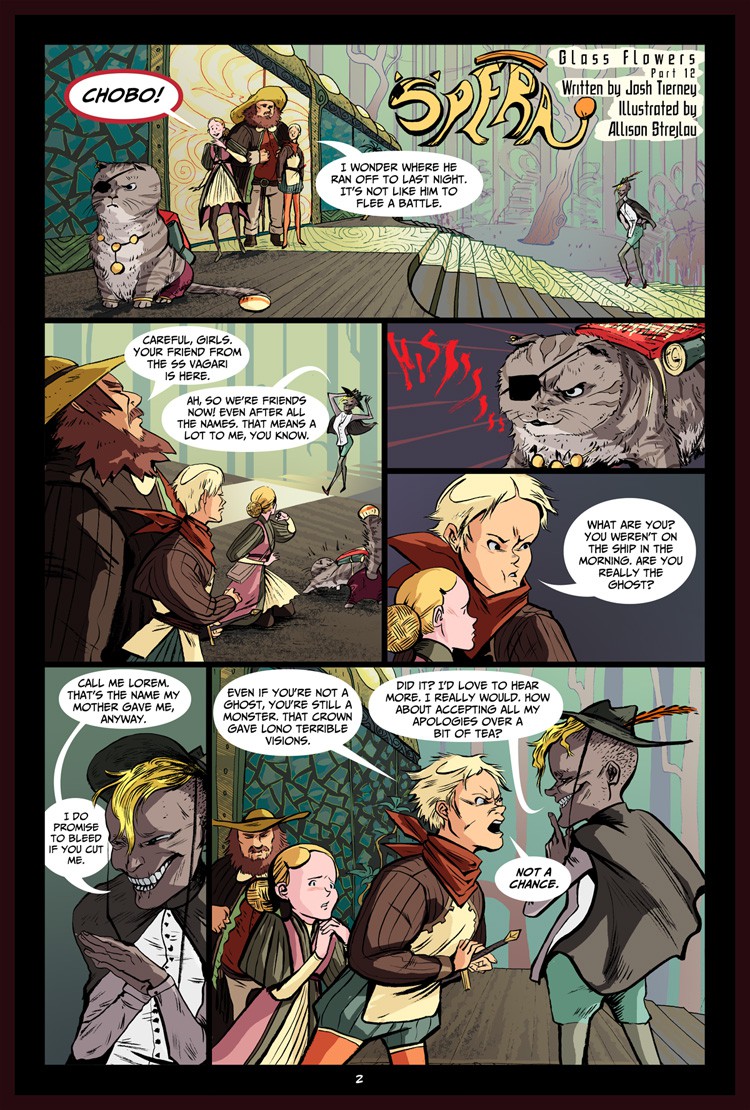 CHOBO!
SPERA
Glass Flowers
Part 12
Written by Josh Tierney
Illustrated by
Allison Strejlau
I WONDER WHERE HE
RAN OFF TO LAST NIGHT.
IT'S NOT LIKE HIM TO
FLEE A BATTLE.
CAREFUL, GIRLS.
YOUR FRIEND FROM
THE SS VAGARI
IS HERE.
AH, SO WE'RE FRIENDS
NOW! EVEN AFTER ALL
THE NAMES. THAT MEANS A
LOT TO ME, YOU KNOW.
HISSSSSSS
WHAT ARE YOU?
YOU WEREN'T ON
THE SHIP IN THE
MORNING. ARE YOU
REALLY THE
GHOST?
CALL ME LOREM.
THAT'S THE NAME MY
MOTHER GAVE ME,
ANYWAY.
I DO
PROMISE
TO BLEED
IF YOU CUT
ME.
EVEN IF YOU'RE NOT A
GHOST, YOU'RE STILL A
MONSTER. THAT CROWN
GAVE LONO TERRIBLE
VISIONS.
DID IT? I'D LOVE TO HEAR
MORE. I REALLY WOULD. HOW
ABOUT ACCEPTING ALL MY
APOLOGIES OVER A
BIT OF TEA?
NOT A
CHANCE.
2